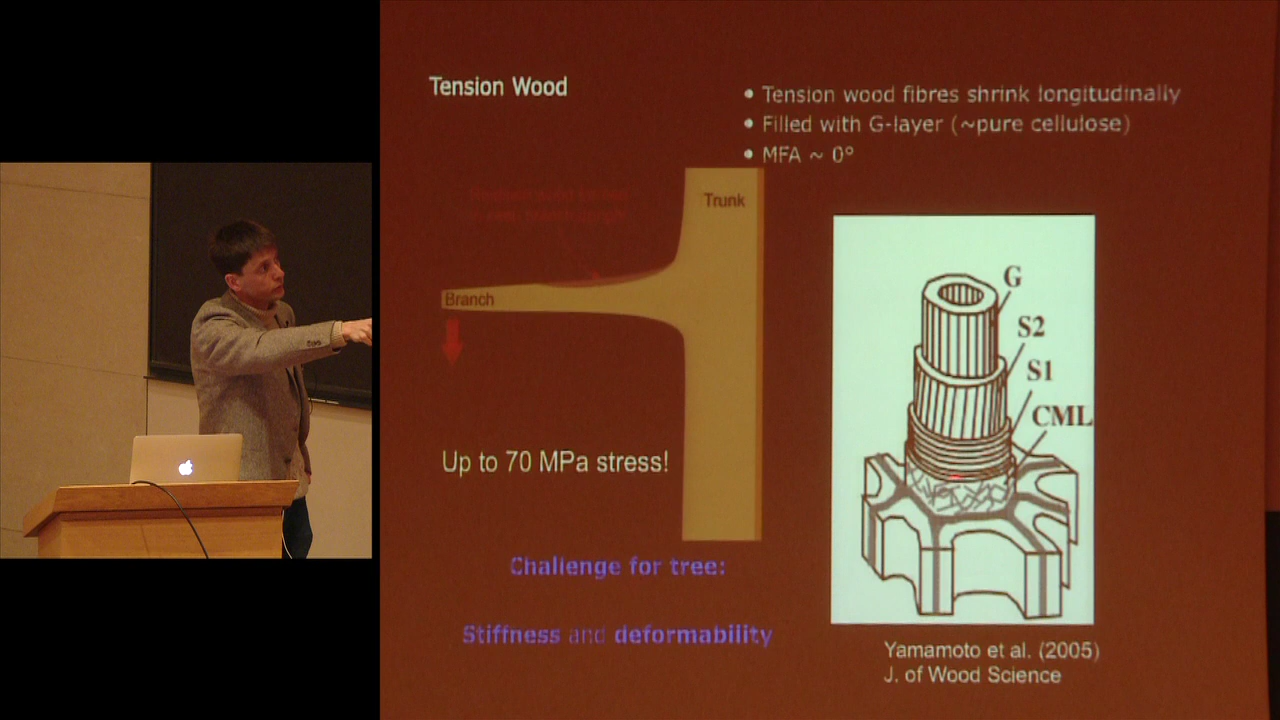 Tension Wood
• Tension wood fibres shrink longitudinally
• Filled with G-layer (~pure cellulose)
• MFA ~ 0°
Trunk
Branch
G
S2
S1
CML
Up to 70 MPa stress!
Challenge for tree:
Stiffness and deformability
Yamamoto et al. (2005)
J. of Wood Science